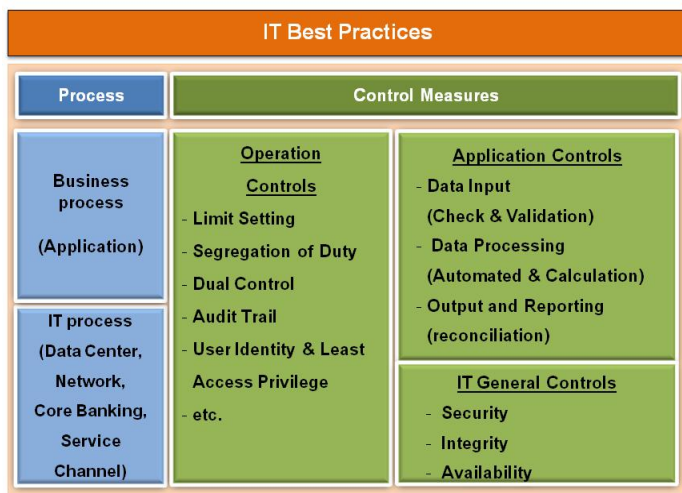 IT Best Practices
Process
Control Measures
Business
process
(Application)
IT process
(Data Center,
Network,
Core Banking,
Service
Channel)
Operation
Controls
- Limit Setting
- Segregation of Duty
- Dual Control
- Audit Trail
- User Identity & Least
Access Privilege
- etc.
Application Controls
- Data Input
(Check & Validation)
- Data Processing
(Automated & Calculation)
- Output and Reporting
(reconciliation)
IT General Controls
- Security
- Integrity
- Availability